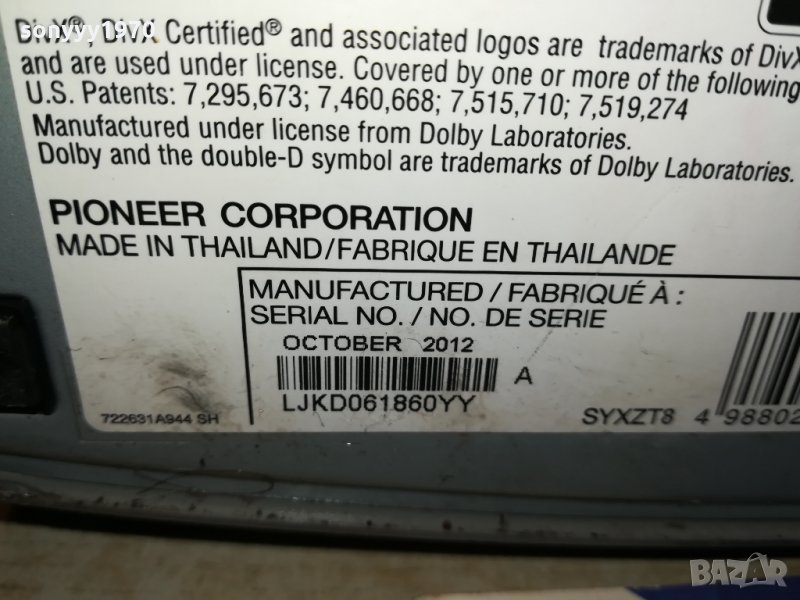 sonyyy1970
DivX®, DivX Certified® and associated logos are trademarks of DivX
and are used under license. Covered by one or more of the following
U.S. Patents: 7,295,673; 7,460,668; 7,515,710; 7,519,274
Manufactured under license from Dolby Laboratories.
Dolby and the double-D symbol are trademarks of Dolby Laboratories.
PIONEER CORPORATION
MADE IN THAILAND/FABRIQUE EN THAILANDE
MANUFACTURED / FABRIQUÉ À :
SERIAL NO. / NO. DE SERIE
OCTOBER 2012
A
LJKD061860YY
722631A944 SH
SYXZT8 4 98802
BAZAR